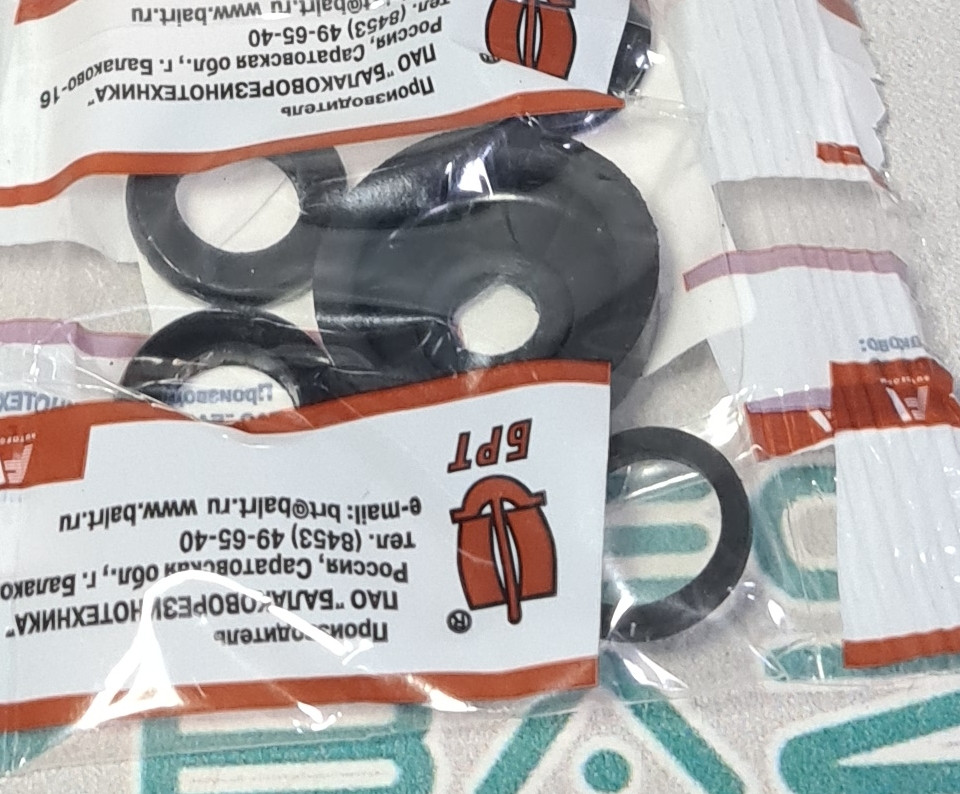 Производитель
ПАО "БАЛАКОВОРЕЗИНОТЕХНИКА"
Россия, Саратовская обл., г. Балаково-16
тел. (8453) 49-65-40
www.balrt.ru
®
Производитель
ПАО "БАЛАКОВОРЕЗИНОТЕХНИКА"
Россия, Саратовская обл., г. Балако
тел. (8453) 49-65-40
e-mail: brt@balrt.ru www.balrt.ru
®
БРТ